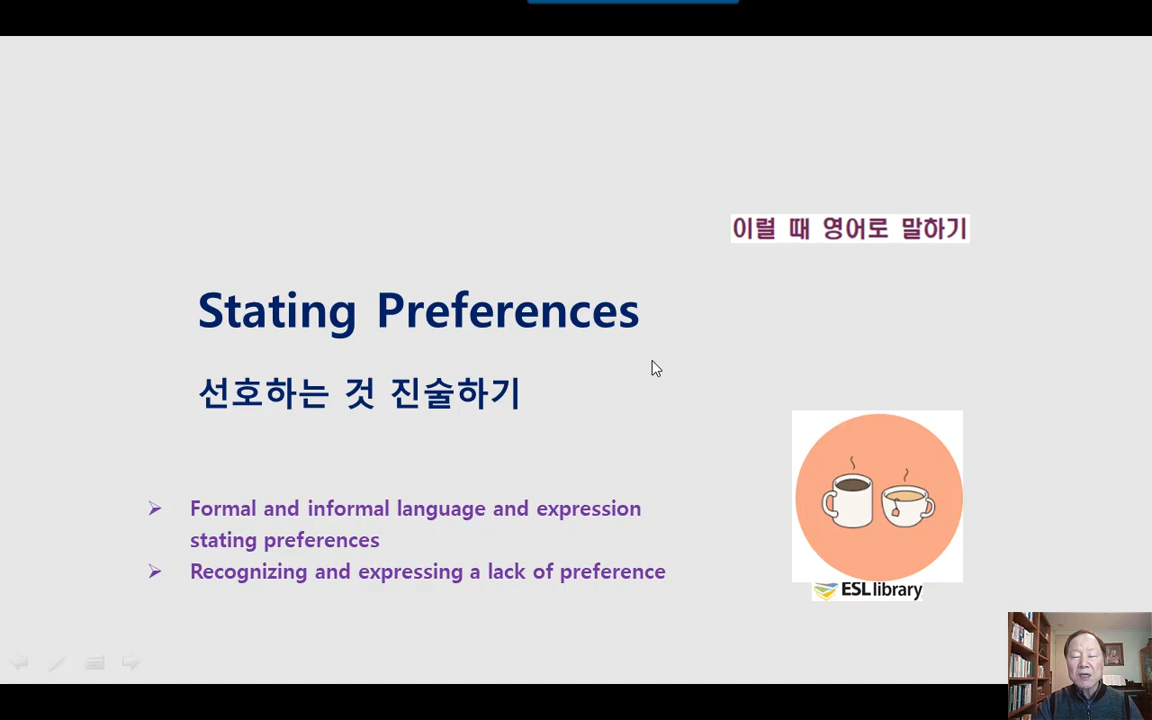 이럴 때 영어로 말하기
Stating Preferences
선호하는 것 진술하기
Formal and informal language and expression
stating preferences
Recognizing and expressing a lack of preference
ESL library